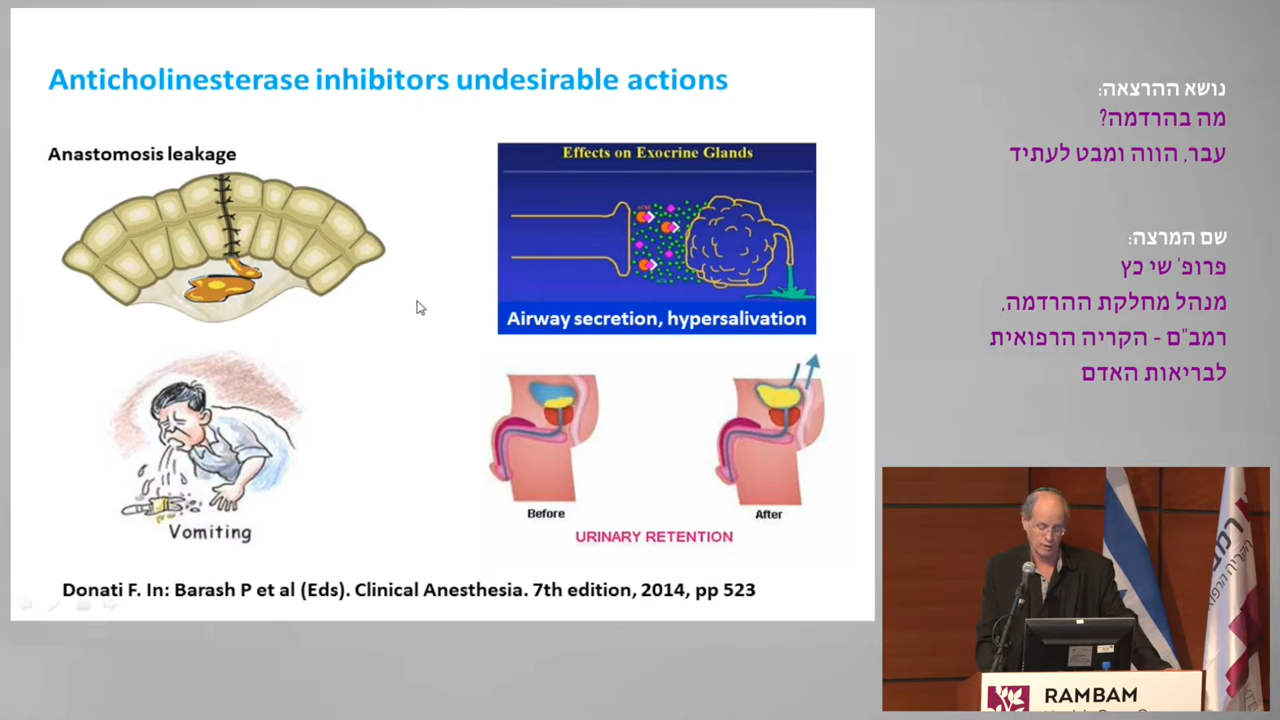 Anticholinesterase inhibitors undesirable actions
Anastomosis leakage
Effects on Exocrine Glands
Airway secretion, hypersalivation
Vomiting
Before
After
URINARY RETENTION
Donati F. In: Barash P et al (Eds). Clinical Anesthesia. 7th edition, 2014, pp 523
נושא ההרצאה:
מה בהרדמה?
עבר, הווה ומבט לעתיד
שם המרצה:
פרופ' שי כץ
מנהל מחלקת ההרדמה,
רמב"ם - הקריה הרפואית
לבריאות האדם
RAMBAM